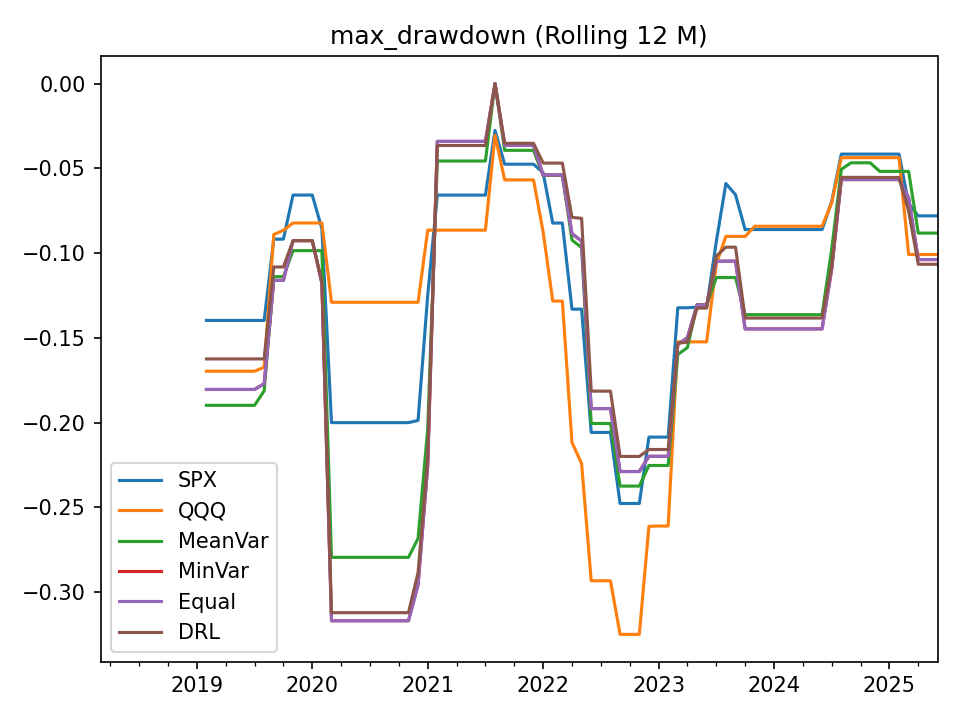 max_drawdown (Rolling 12 M)
0.00
−0.05
−0.10
−0.15
−0.20
−0.25
−0.30
SPX
QQQ
MeanVar
MinVar
Equal
DRL
2019 2020 2021 2022 2023 2024 2025